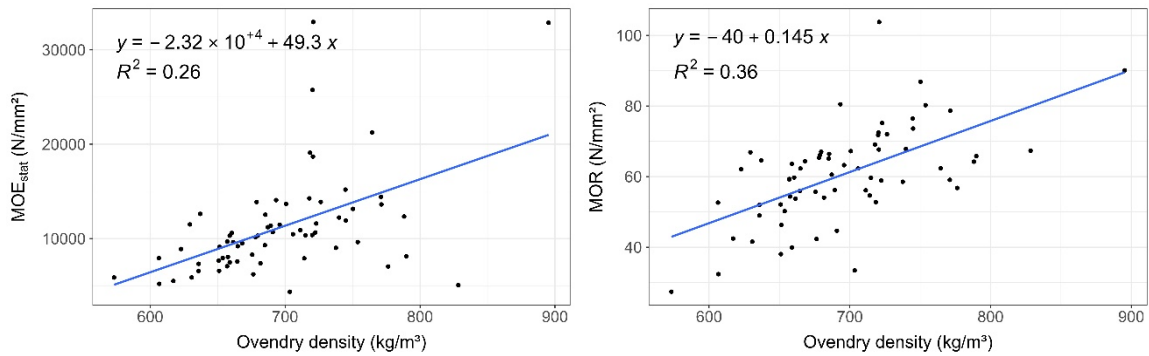 y = − 2.32 × 10⁺⁴ + 49.3 x
R² = 0.26
30000
20000
10000
MOEstat (N/mm²)
600
700
800
900
Ovendry density (kg/m³)
y = −40 + 0.145 x
R² = 0.36
100
80
60
40
MOR (N/mm²)
600
700
800
900
Ovendry density (kg/m³)